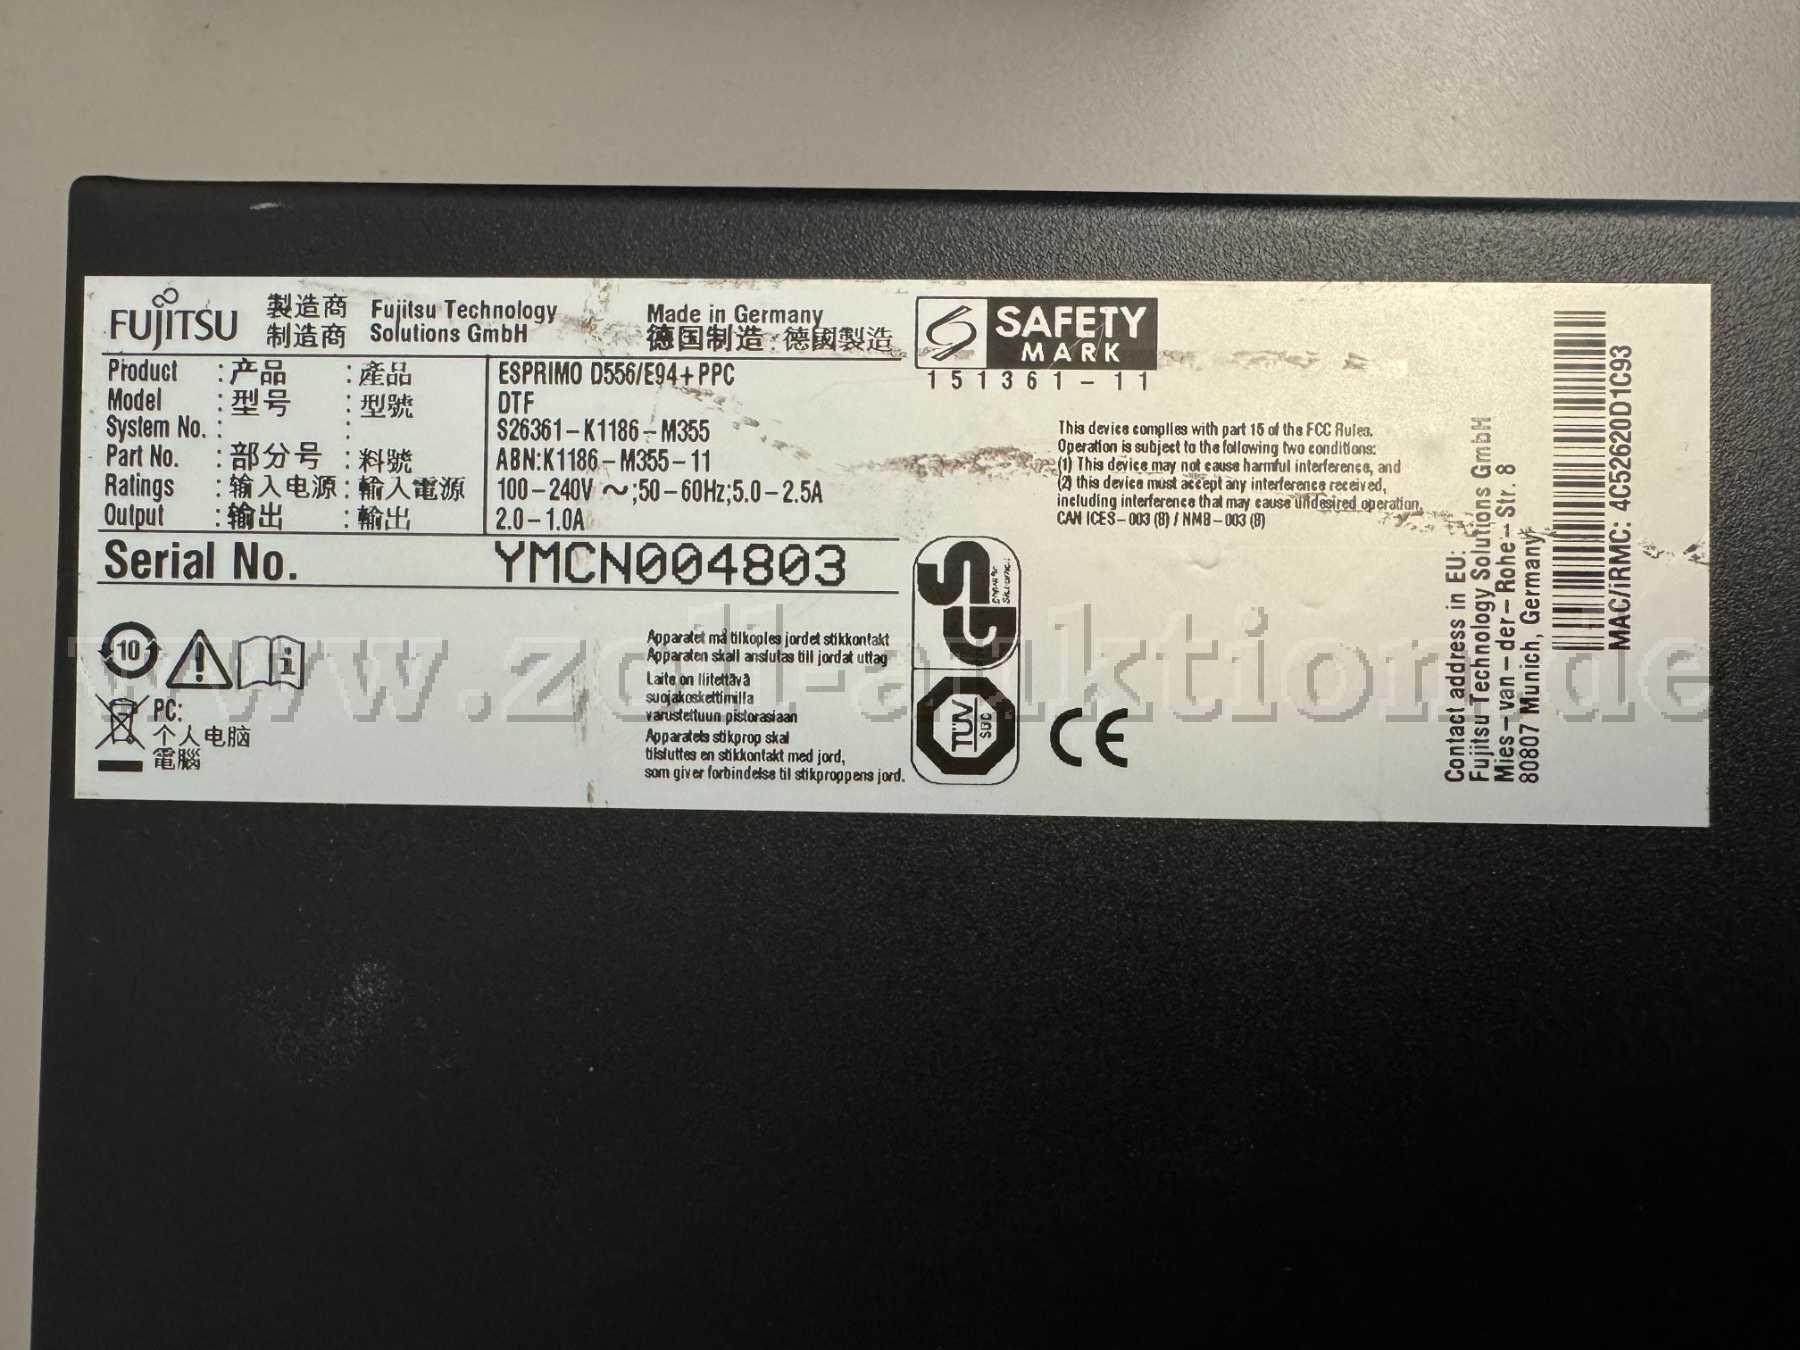 FUJITSU 製造商 Fujitsu Technology Made in Germany
制造商 Solutions GmbH 德国制造 : 德國製造
Product : 产品 : 產品 ESPRIMO D556/E94+PPC
Model : 型号 : 型號 DTF
System No. : : S26361-K1186-M355
Part No. : 部分号 : 料號 ABN:K1186-M355-11
Ratings : 输入电源 : 輸入電源 100-240V ~;50-60Hz;5.0-2.5A
Output : 输出 : 輸出 2.0-1.0A
Serial No. YMCN004803
SAFETY
MARK
151361-11
This device complies with part 15 of the FCC Rules.
Operation is subject to the following two conditions:
(1) This device may not cause harmful interference, and
(2) this device must accept any interference received,
including interference that may cause undesired operation.
CAN ICES-003 (B) / NMB-003 (B)
10
PC:
个人电脑
電腦
Apparatet må tilkoples jordet stikkontakt
Apparaten skall anslutas till jordat uttag
Laite on liitettävä
suojakoskettimilla
varustettuun pistorasiaan
Apparatets stikprop skal
tilsluttes en stikkontakt med jord,
som giver forbindelse til stikproppens jord.
GS
TÜV
SÜD
CE
Contact address in EU:
Fujitsu Technology Solutions GmbH
Mies-van-der-Rohe-Str. 8
80807 Munich, Germany
MAC/iRMC: 4C52620D1C93
www.zoll-auktion.de